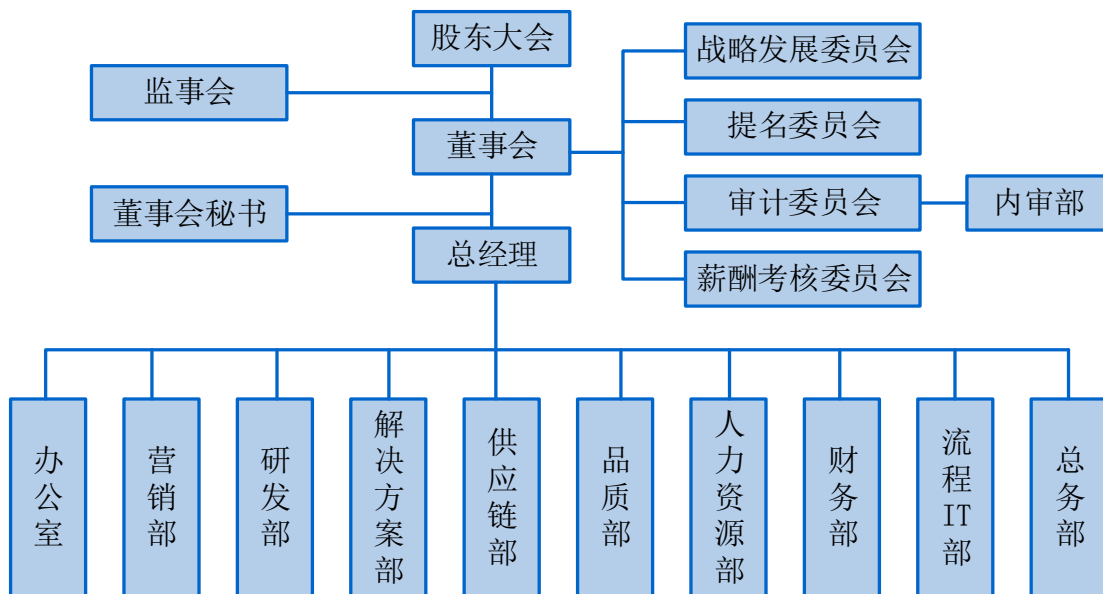 股东大会
战略发展委员会
监事会
提名委员会
董事会
审计委员会
内审部
董事会秘书
总经理
薪酬考核委员会
办公室
营销部
研发部
解决方案部
供应链部
品质部
人力资源部
财务部
流程IT部
总务部